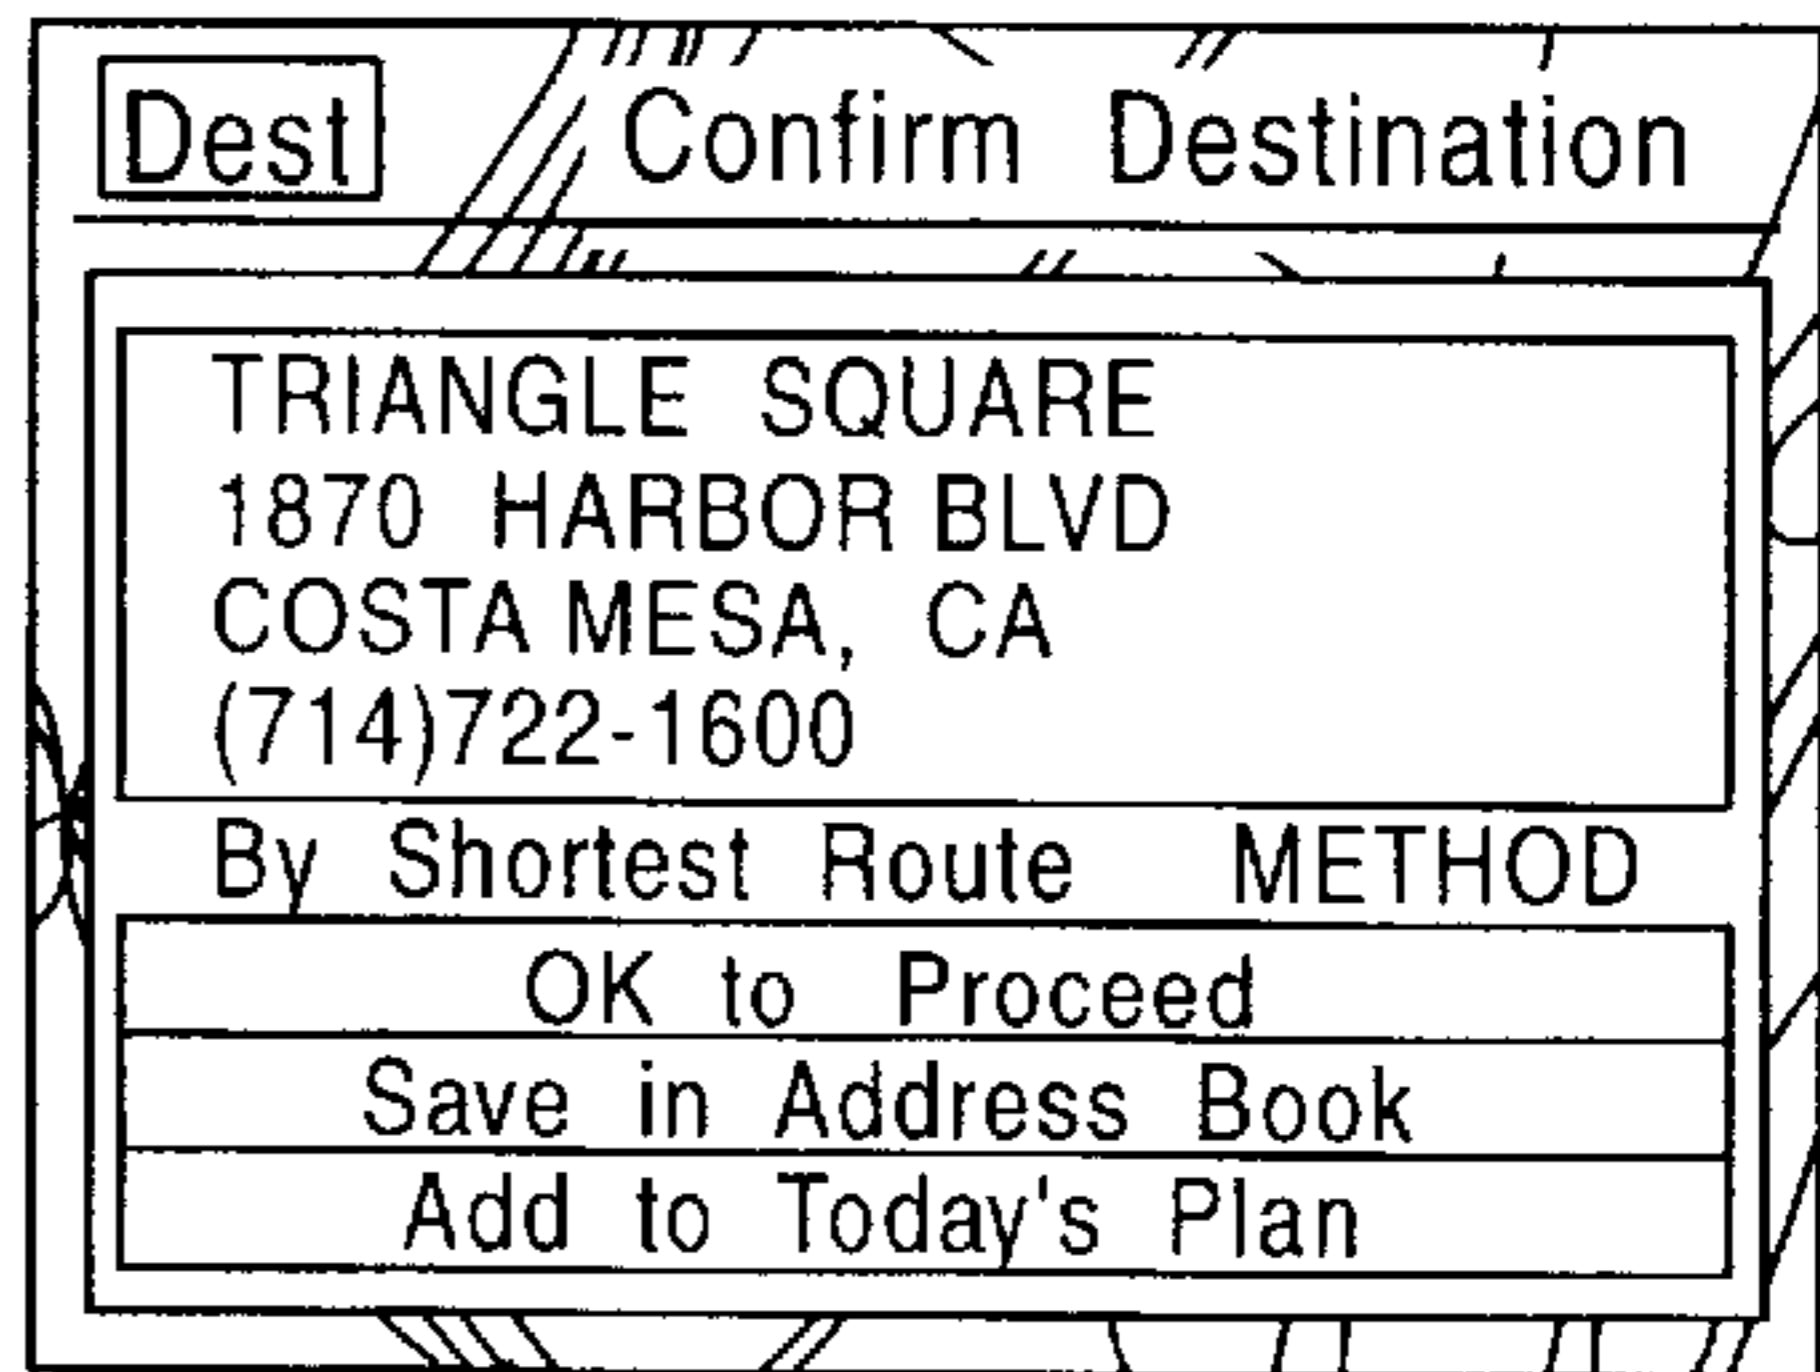 Dest Confirm Destination
TRIANGLE SQUARE
1870 HARBOR BLVD
COSTA MESA, CA
(714)722-1600
By Shortest Route METHOD
OK to Proceed
Save in Address Book
Add to Today's Plan